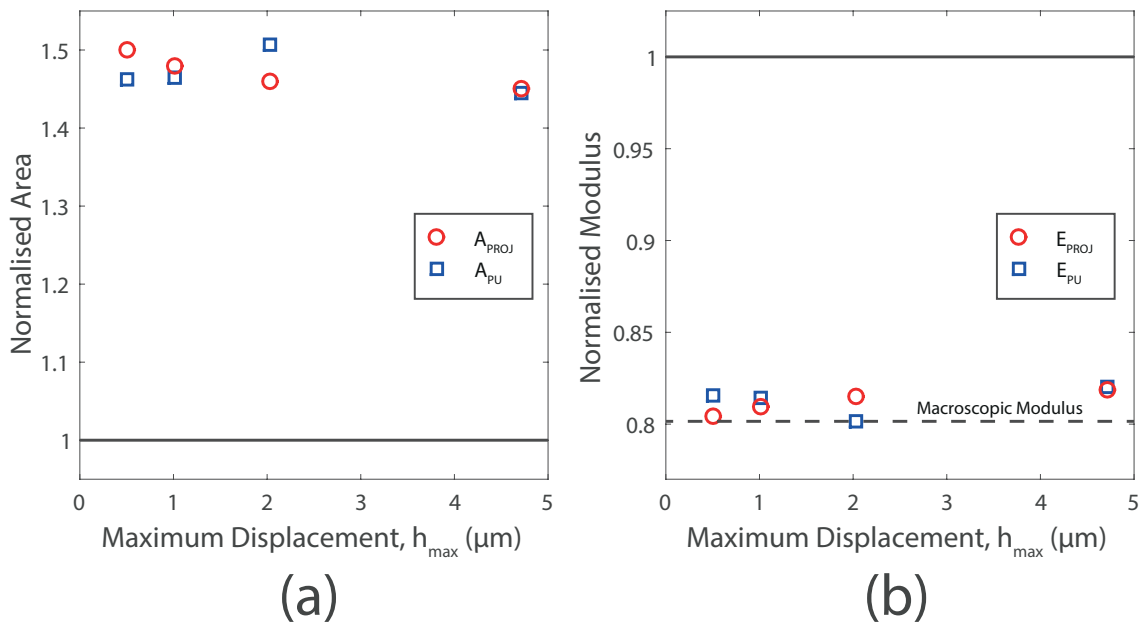 1.5
1.4
1.3
1.2
1.1
1
Normalised Area
A_PROJ
A_PU
0 1 2 3 4 5
Maximum Displacement, h_max (μm)
(a)
1
0.95
0.9
0.85
0.8
Normalised Modulus
E_PROJ
E_PU
Macroscopic Modulus
0 1 2 3 4 5
Maximum Displacement, h_max (μm)
(b)